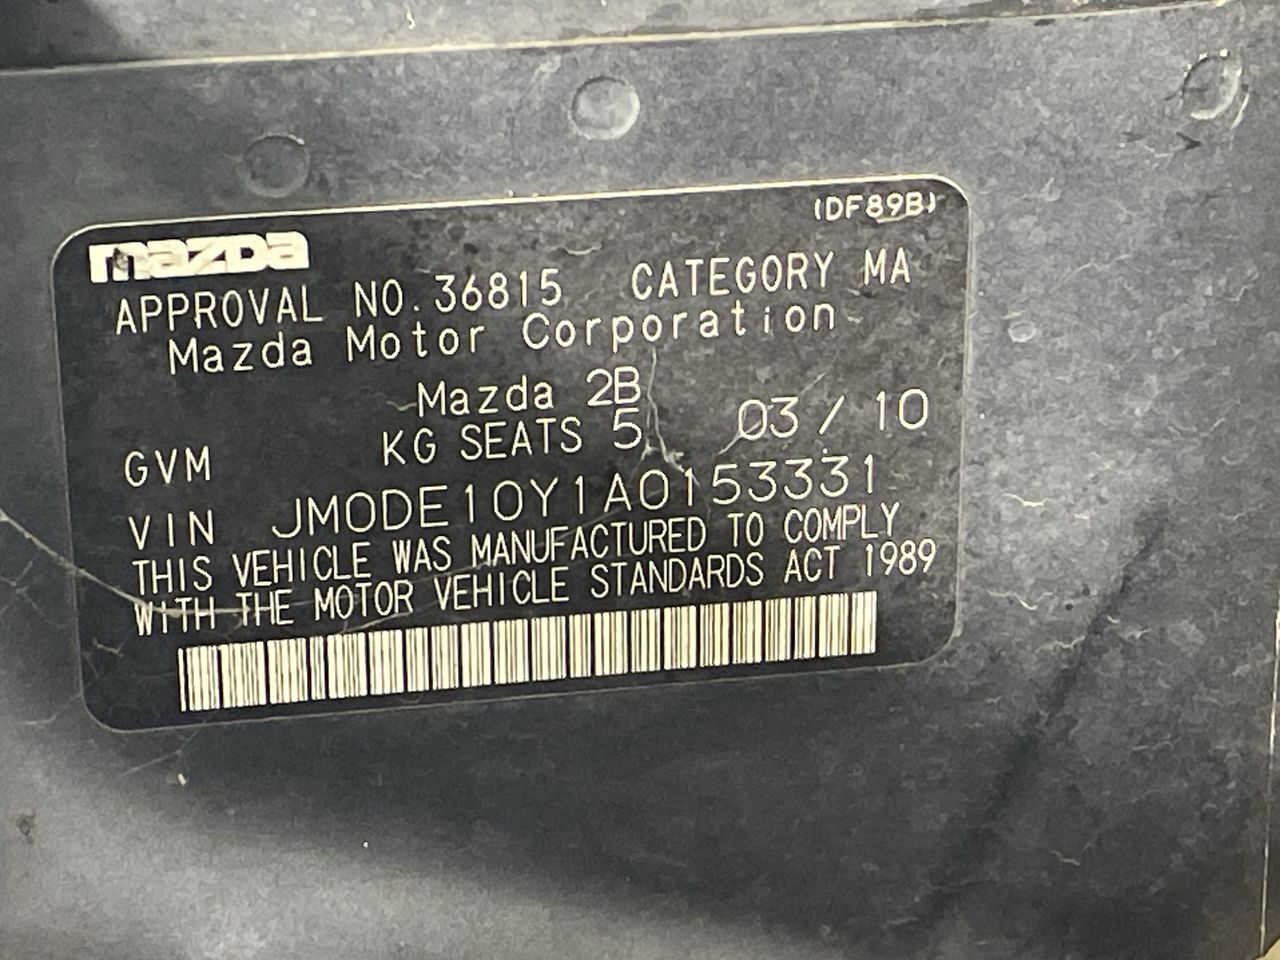 (DF89B)
mazda
APPROVAL NO. 36815 CATEGORY MA
Mazda Motor Corporation
Mazda 2B
GVM KG SEATS 5 03/10
VIN JM0DE10Y1A0153331
THIS VEHICLE WAS MANUFACTURED TO COMPLY
WITH THE MOTOR VEHICLE STANDARDS ACT 1989